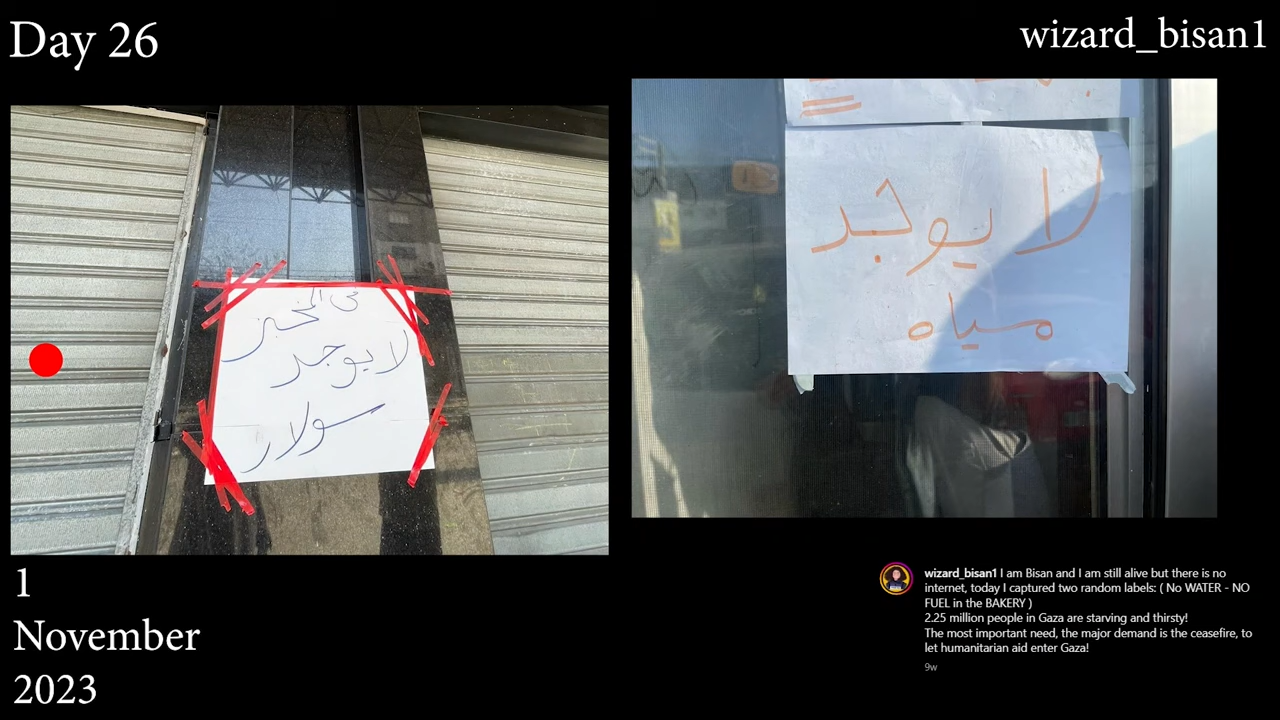 Day 26
wizard_bisan1
في المخبز
لا يوجد
سولار
لا يوجد
مياه
1
November
2023
wizard_bisan1 I am Bisan and I am still alive but there is no
internet, today I captured two random labels: ( No WATER - NO
FUEL in the BAKERY )
2.25 million people in Gaza are starving and thirsty!
The most important need, the major demand is the ceasefire, to
let humanitarian aid enter Gaza!
9w